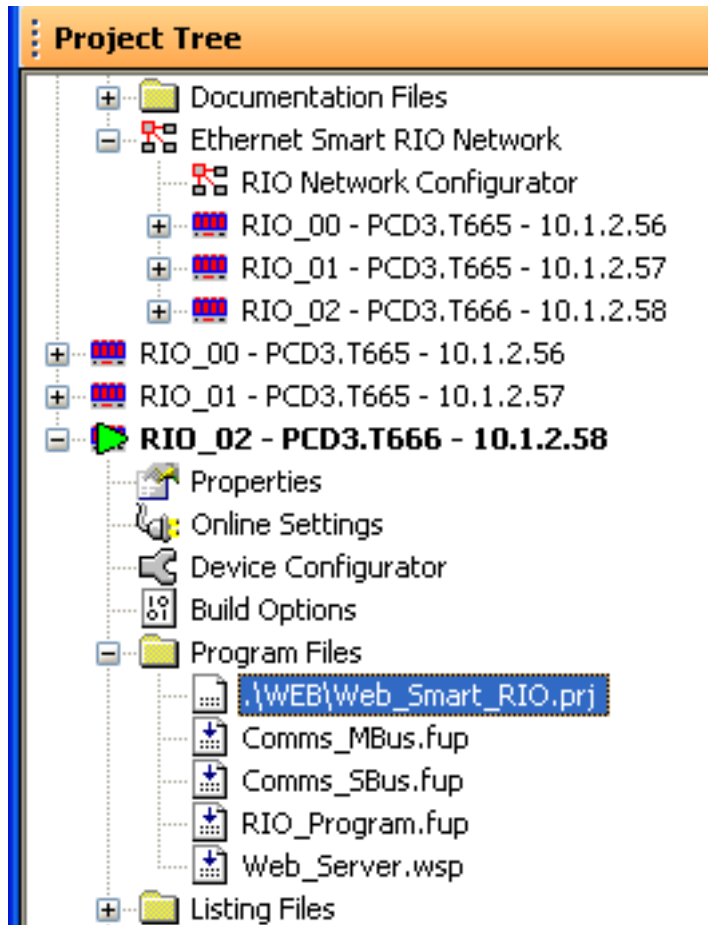 Project Tree
Documentation Files
Ethernet Smart RIO Network
RIO Network Configurator
RIO_00 - PCD3.T665 - 10.1.2.56
RIO_01 - PCD3.T665 - 10.1.2.57
RIO_02 - PCD3.T666 - 10.1.2.58
RIO_00 - PCD3.T665 - 10.1.2.56
RIO_01 - PCD3.T665 - 10.1.2.57
RIO_02 - PCD3.T666 - 10.1.2.58
Properties
Online Settings
Device Configurator
Build Options
Program Files
.\WEB\Web_Smart_RIO.prj
Comms_MBus.fup
Comms_SBus.fup
RIO_Program.fup
Web_Server.wsp
Listing Files